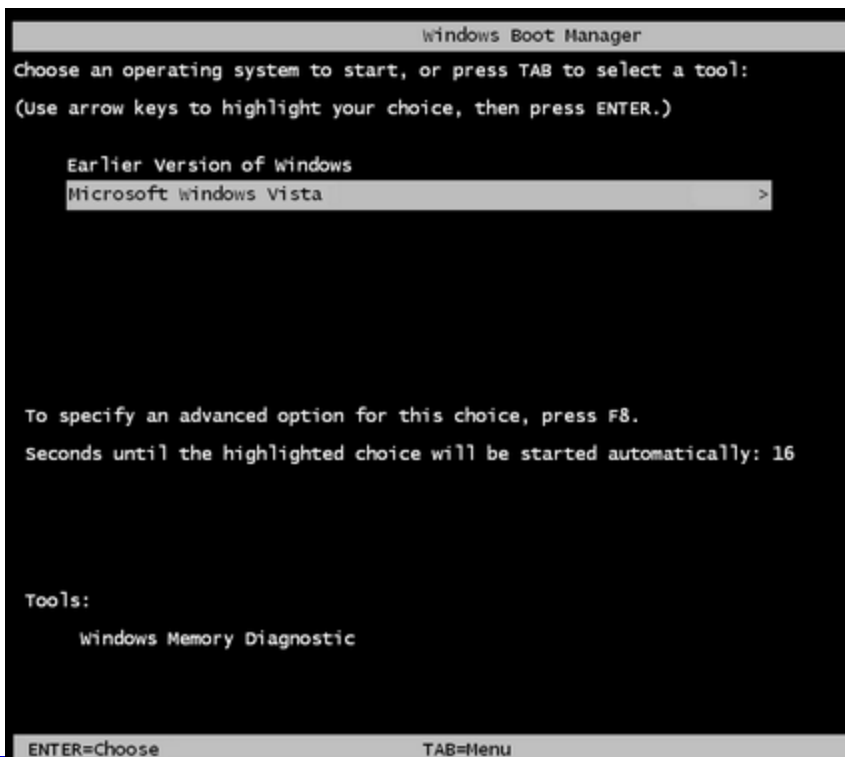 Windows Boot Manager
Choose an operating system to start, or press TAB to select a tool:
(Use arrow keys to highlight your choice, then press ENTER.)
Earlier Version of Windows
Microsoft Windows Vista >
To specify an advanced option for this choice, press F8.
Seconds until the highlighted choice will be started automatically: 16
Tools:
Windows Memory Diagnostic
ENTER=Choose TAB=Menu